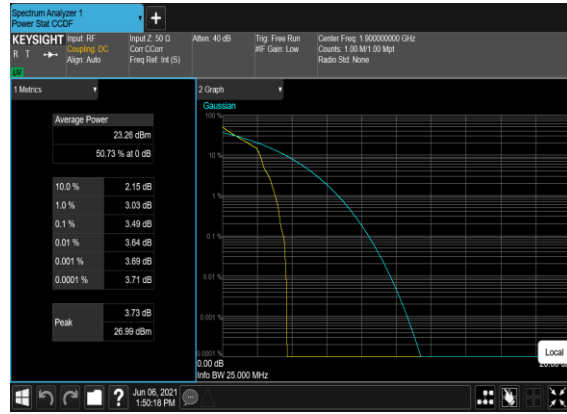 Spectrum Analyzer 1
Power Stat CCDF
KEYSIGHT
R T
Input: RF
Coupling: DC
Align: Auto
Input Z: 50 Ω
Corr CCorr
Freq Ref: Int (S)
Atten: 40 dB
Trig: Free Run
#IF Gain: Low
Center Freq: 1.900000000 GHz
Counts: 1.00 M/1.00 Mpt
Radio Std: None
1 Metrics
Average Power
23.26 dBm
50.73 % at 0 dB
10.0 % 2.15 dB
1.0 % 3.03 dB
0.1 % 3.49 dB
0.01 % 3.64 dB
0.001 % 3.69 dB
0.0001 % 3.71 dB
Peak
3.73 dB
26.99 dBm
2 Graph
Gaussian
100 %
10 %
1 %
0.1 %
0.01 %
0.001 %
0.0001 %
0.00 dB
Info BW 25.000 MHz
Local
?
Jun 06, 2021
1:50:18 PM